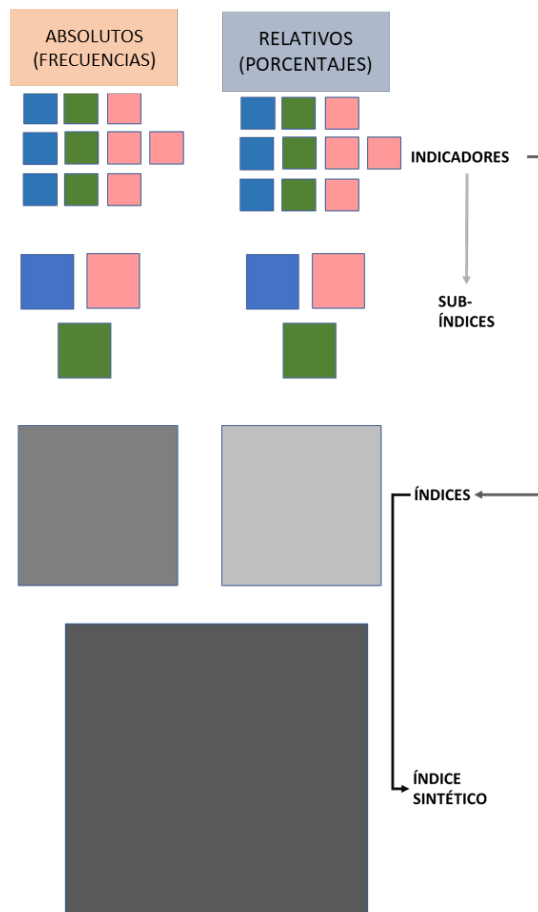 ABSOLUTOS
(FRECUENCIAS)
RELATIVOS
(PORCENTAJES)
INDICADORES
SUB-
ÍNDICES
ÍNDICES
ÍNDICE
SINTÉTICO